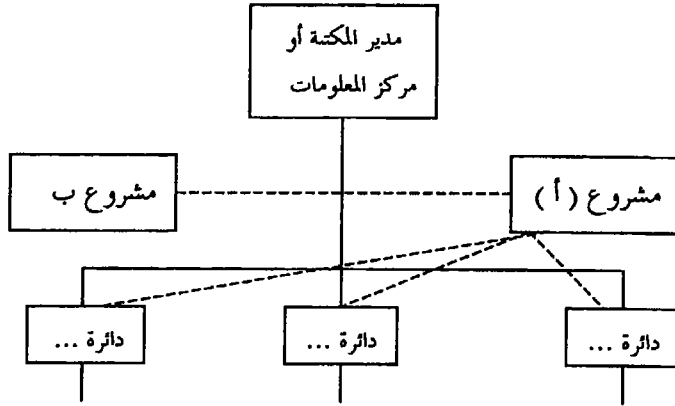 مدير المكتبة أو
مركز المعلومات
مشروع (أ)
مشروع ب
دائرة ...
دائرة ...
دائرة ...